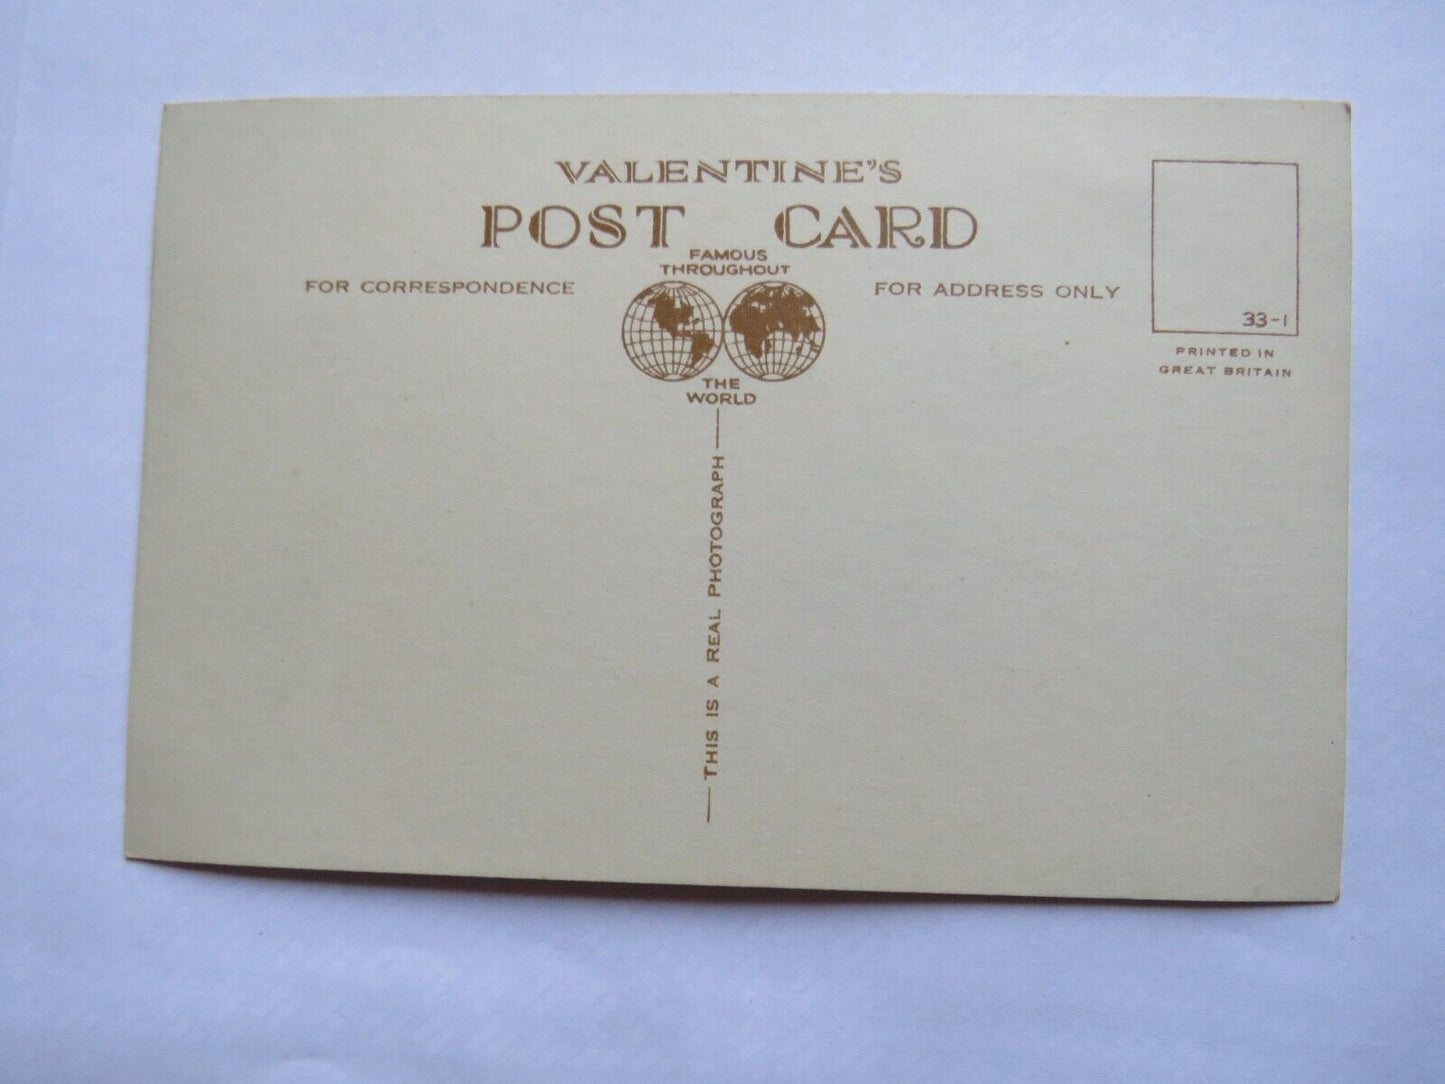 VALENTINE'S
POST CARD
FAMOUS
THROUGHOUT
THE
WORLD
FOR CORRESPONDENCE
FOR ADDRESS ONLY
33-1
PRINTED IN
GREAT BRITAIN
THIS IS A REAL PHOTOGRAPH